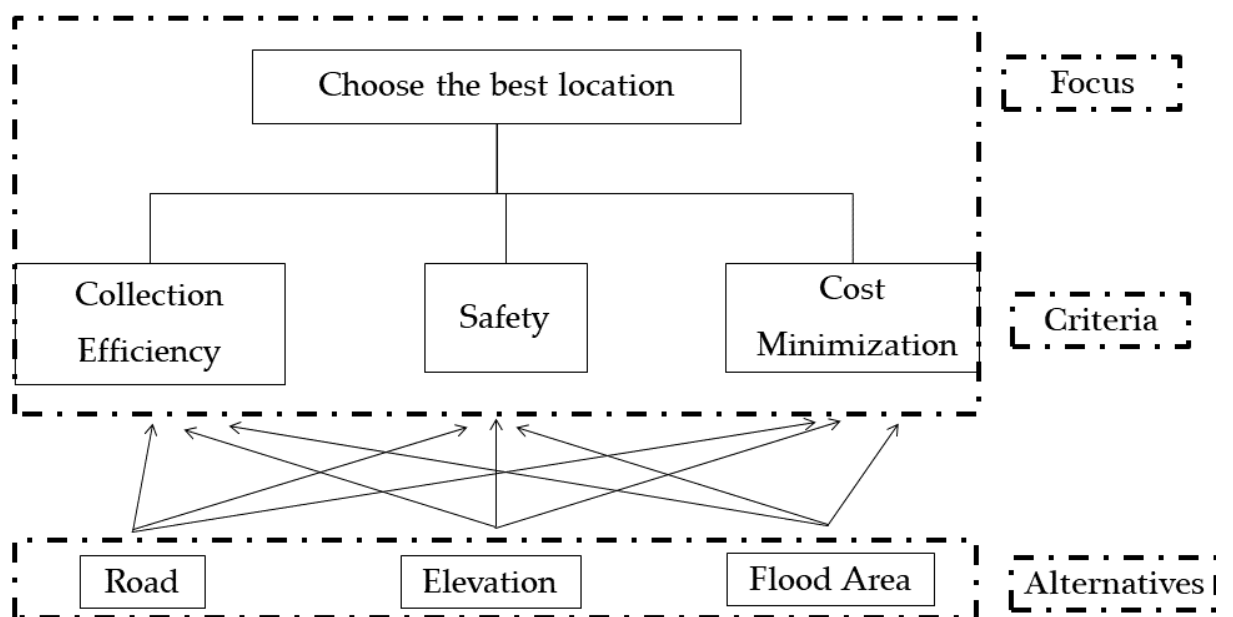 Choose the best location
Focus
Collection
Efficiency
Safety
Cost
Minimization
Criteria
Road
Elevation
Flood Area
Alternatives